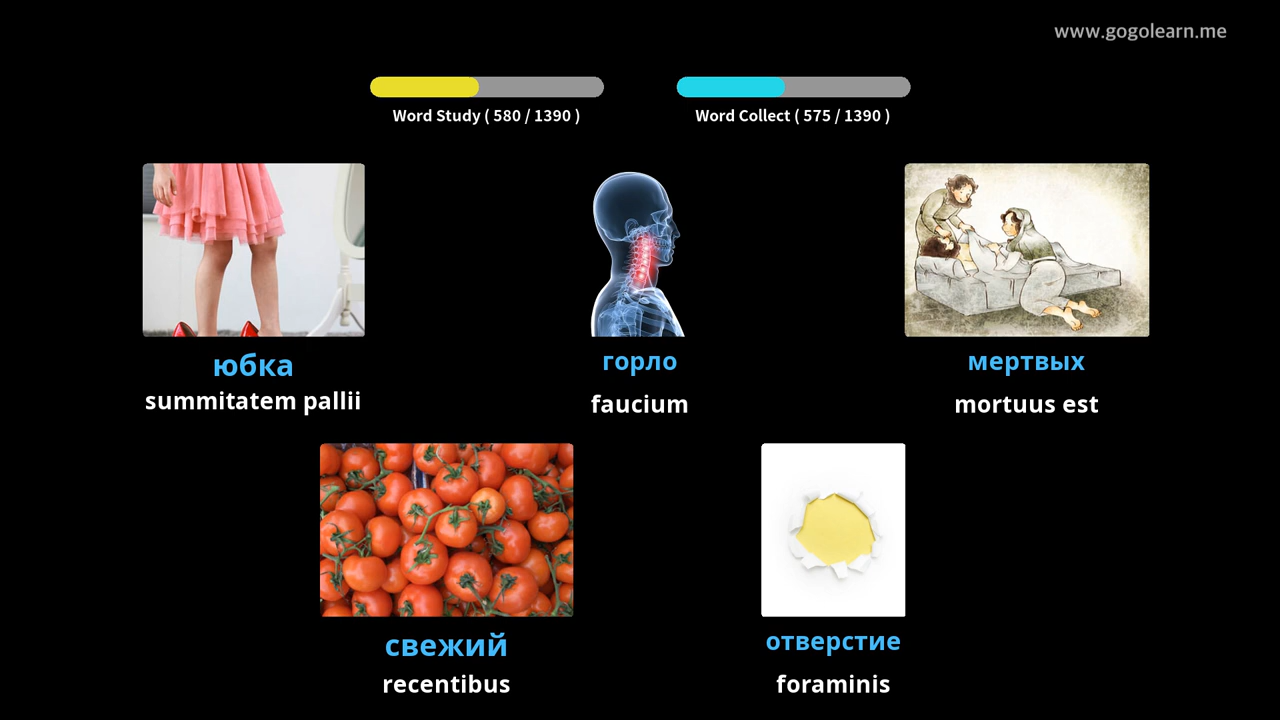 www.gogolearn.me
Word Study ( 580 / 1390 )
Word Collect ( 575 / 1390 )
юбка
summitatem pallii
горло
faucium
мертвых
mortuus est
свежий
recentibus
отверстие
foraminis